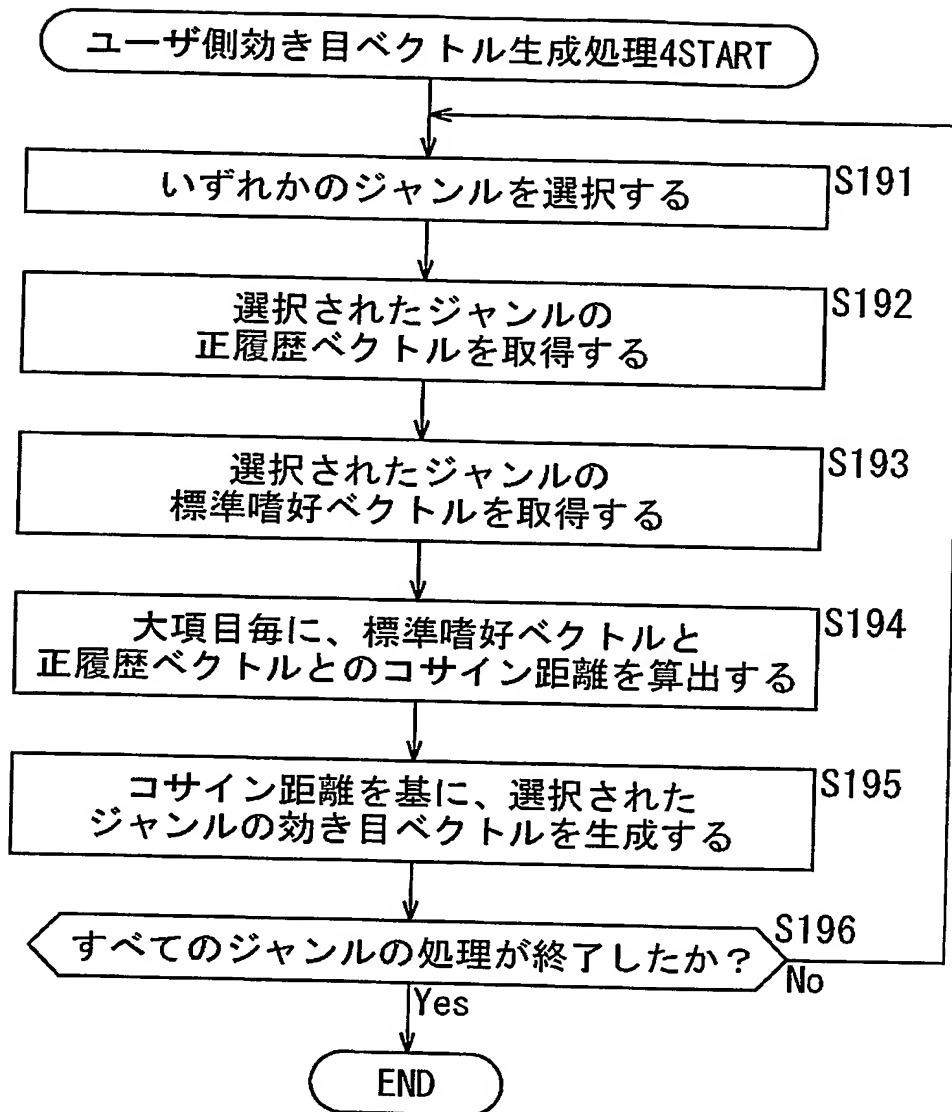 ユーザ側効き目ベクトル生成処理4START
いずれかのジャンルを選択する
S191
選択されたジャンルの
正履歴ベクトルを取得する
S192
選択されたジャンルの
標準嗜好ベクトルを取得する
S193
大項目毎に、標準嗜好ベクトルと
正履歴ベクトルとのコサイン距離を算出する
S194
コサイン距離を基に、選択された
ジャンルの効き目ベクトルを生成する
S195
すべてのジャンルの処理が終了したか?
S196
No
Yes
END